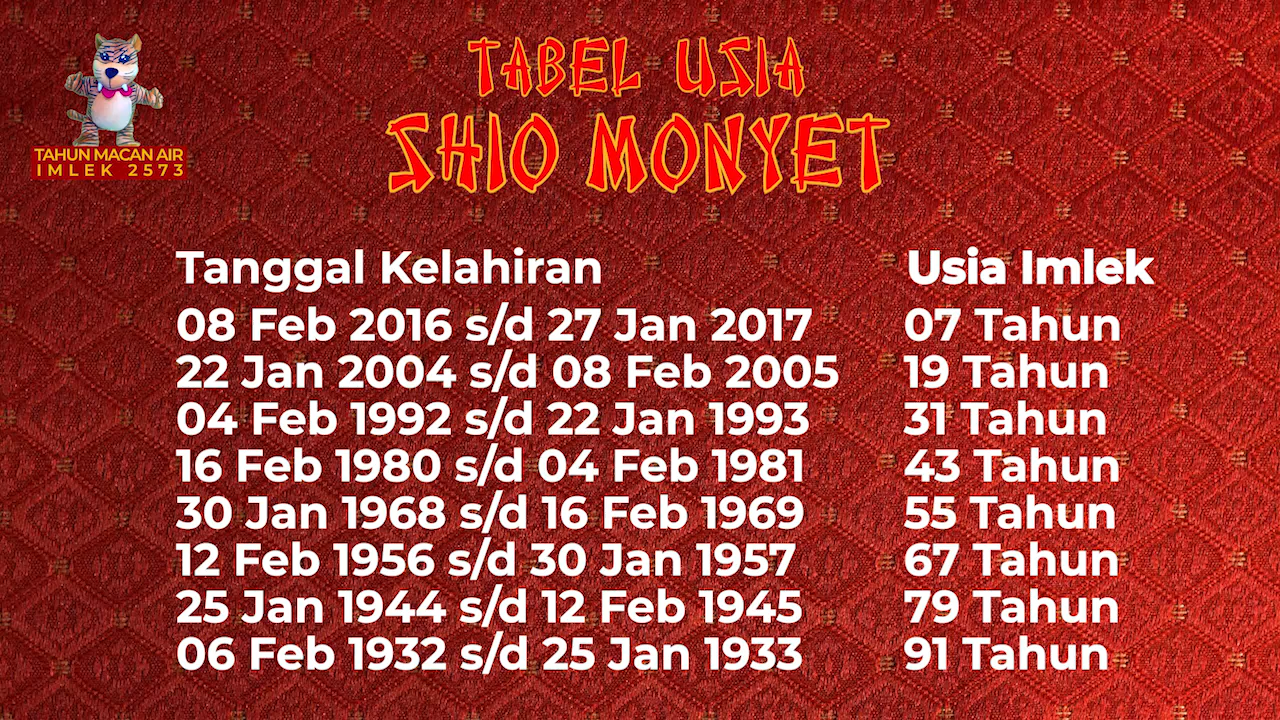 TAHUN MACAN AIR
IMLEK 2573
TABEL USIA
SHIO MONYET
Tanggal Kelahiran Usia Imlek
08 Feb 2016 s/d 27 Jan 2017 07 Tahun
22 Jan 2004 s/d 08 Feb 2005 19 Tahun
04 Feb 1992 s/d 22 Jan 1993 31 Tahun
16 Feb 1980 s/d 04 Feb 1981 43 Tahun
30 Jan 1968 s/d 16 Feb 1969 55 Tahun
12 Feb 1956 s/d 30 Jan 1957 67 Tahun
25 Jan 1944 s/d 12 Feb 1945 79 Tahun
06 Feb 1932 s/d 25 Jan 1933 91 Tahun